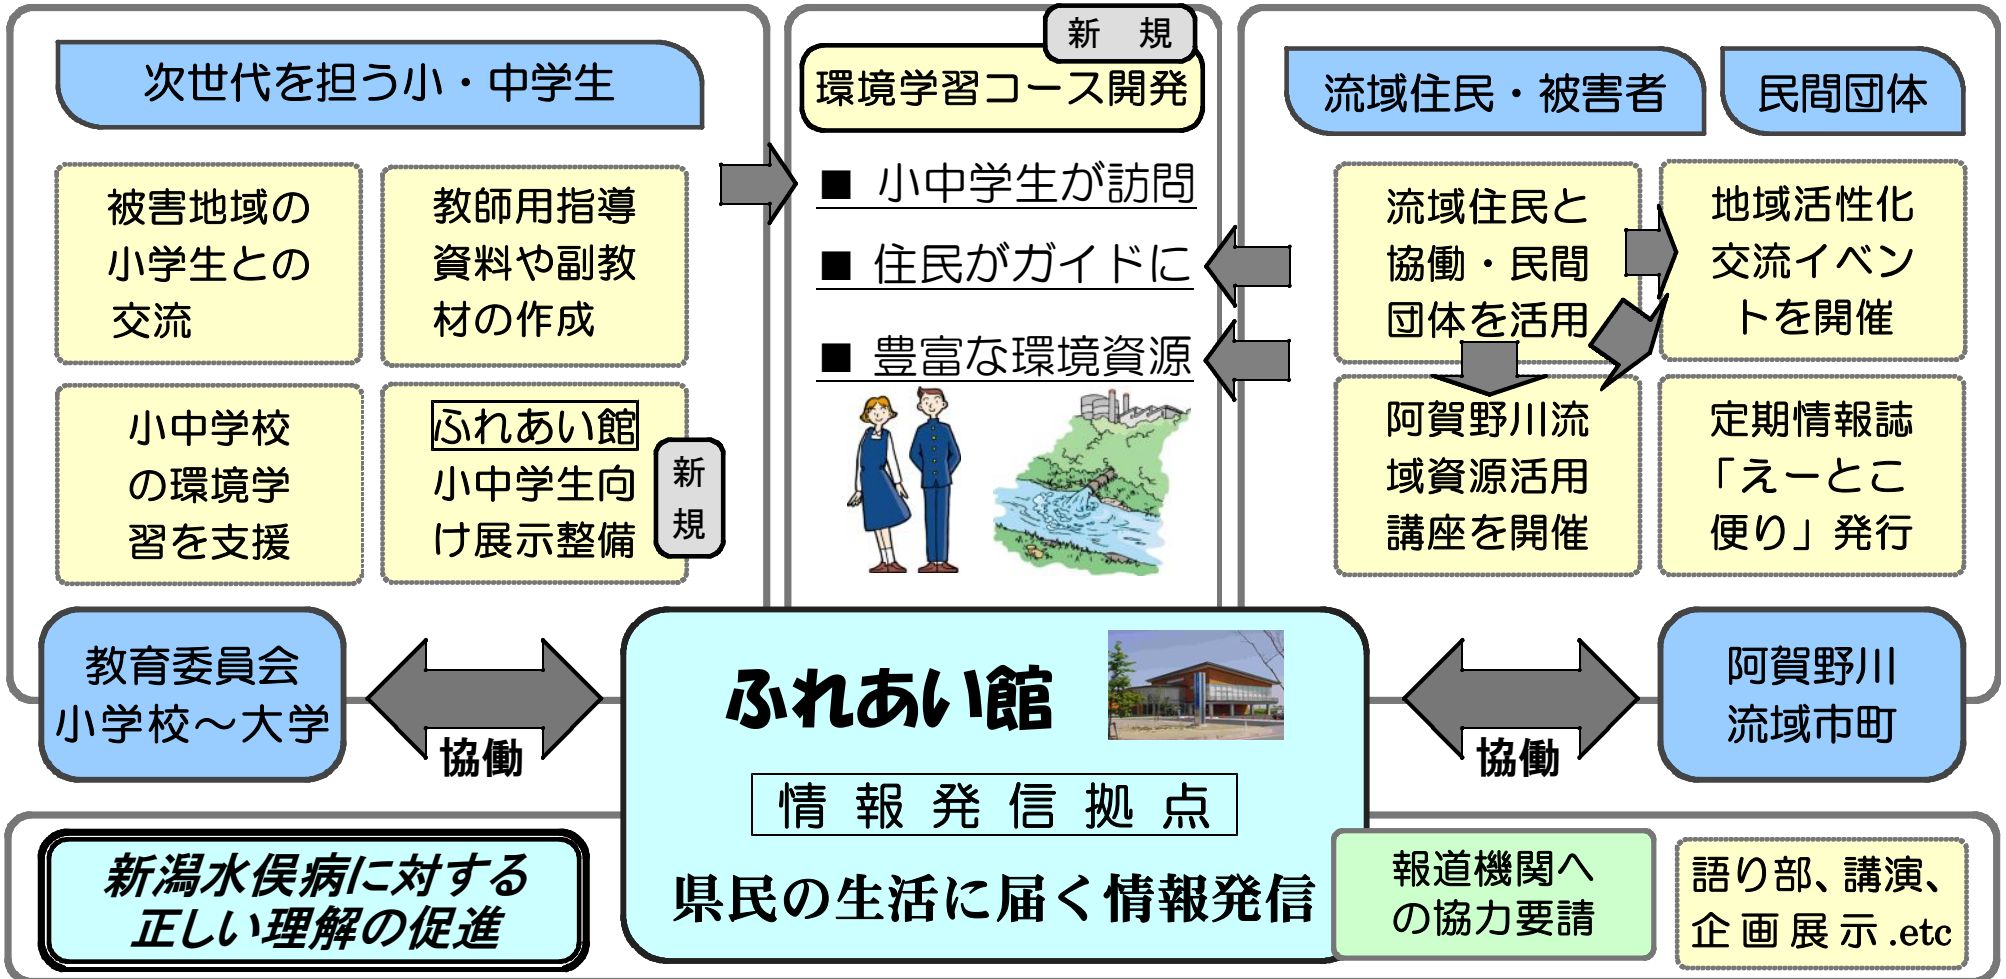 次世代を担う小・中学生
被害地域の
小学生との
交流
教師用指導
資料や副教
材の作成
小中学校
の環境学
習を支援
ふれあい館
小中学生向
け展示整備
新
規
新　規
環境学習コース開発
■ 小中学生が訪問
■ 住民がガイドに
■ 豊富な環境資源
流域住民・被害者
民間団体
流域住民と
協働・民間
団体を活用
地域活性化
交流イベン
トを開催
阿賀野川流
域資源活用
講座を開催
定期情報誌
「えーとこ
便り」発行
教育委員会
小学校～大学
協働
ふれあい館
情報発信拠点
県民の生活に届く情報発信
協働
阿賀野川
流域市町
新潟水俣病に対する
正しい理解の促進
報道機関へ
の協力要請
語り部、講演、
企画展示.etc